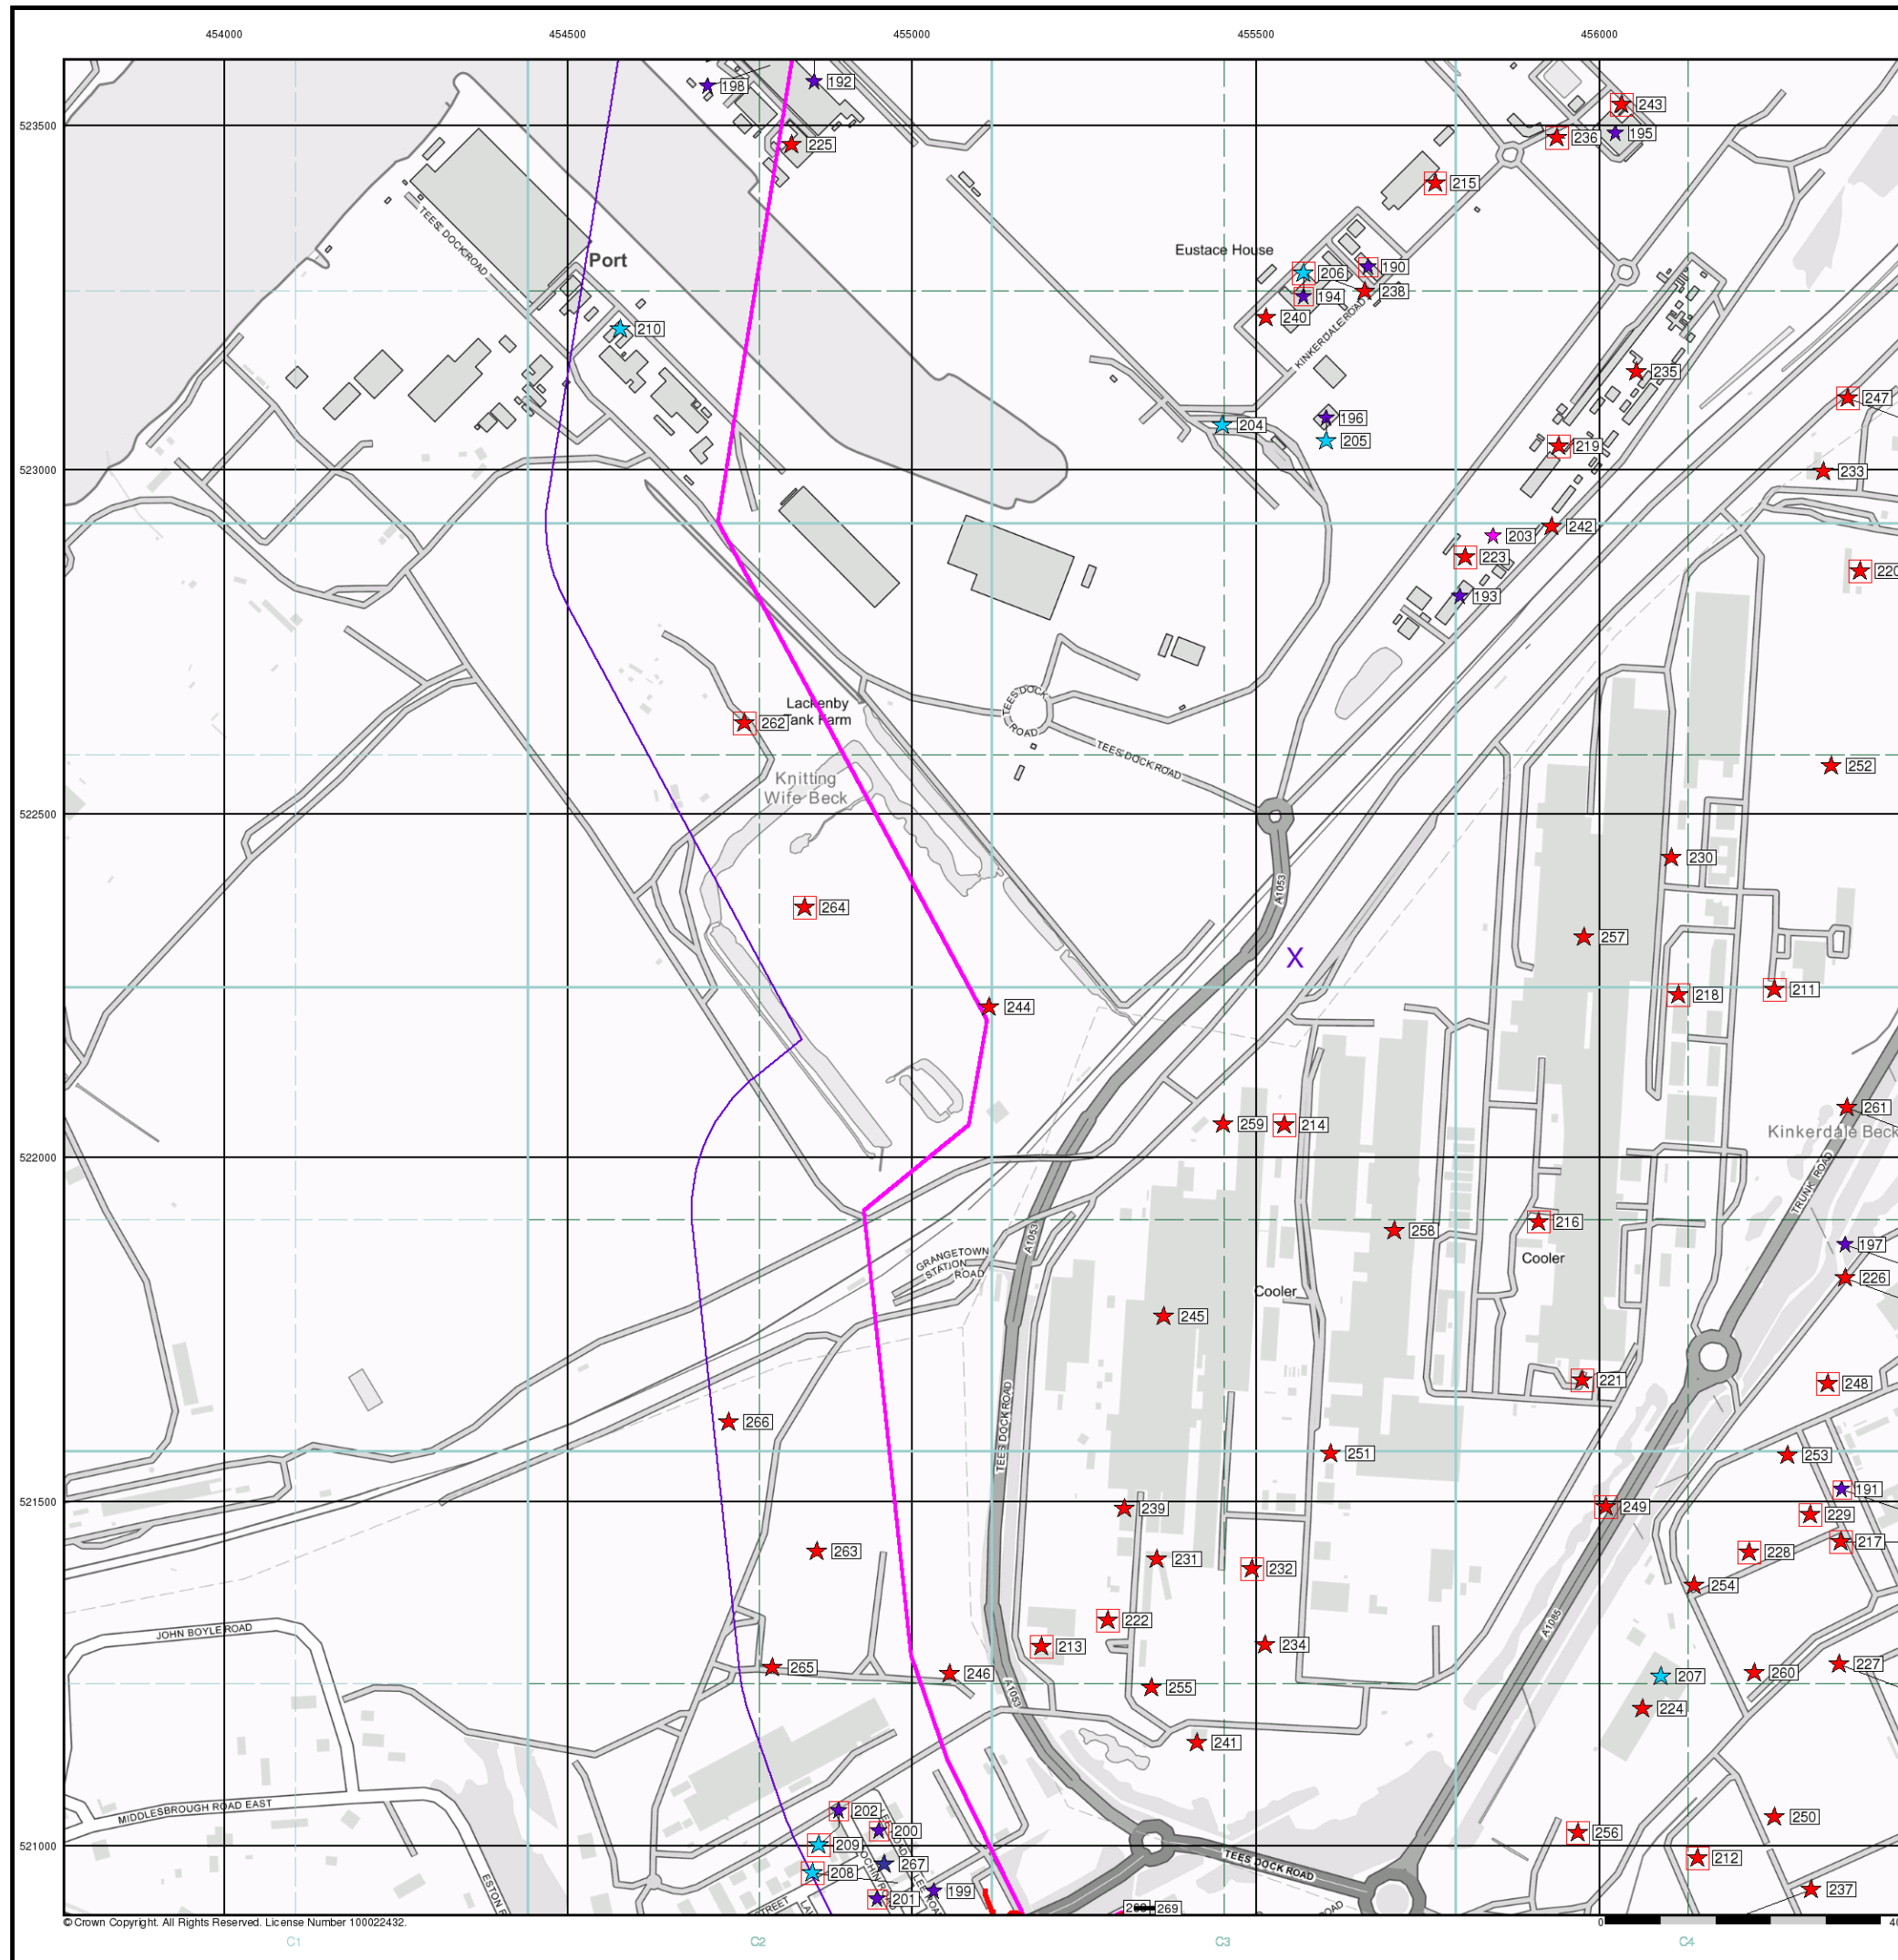 454000 454500 455000 455500 456000
198 192
243
523500
236 195
225
215
Eustace House
TEES DOCK ROAD
Port
206 190
194 238
240
KINKERDALE ROAD
210
235
247
196
204
205
219
233
523000
242
203
223
220
193
Lackenby
Tank Farm
262
TEES DOCK
ROAD
TEES DOCK ROAD
252
Knitting
Wife Beck
522500
230
A1053
264
257
X
218 211
244
261
259 214
Kinkerdale Beck
522000
TRUNK ROAD
216
258
197
A1053
GRANGETOWN
STATION
ROAD
Cooler
226
Cooler
245
221 248
266
TEES DOCK ROAD
251 253
191
521500
239 249
229
217
263 231 228
232
254
222
A1085
JOHN BOYLE ROAD
213 234
265 246
227
260
207
A1053
255
224
241
MIDDLESBROUGH ROAD EAST
202
250
200
256
521000
209
267
TEES DOCK ROAD
212
208
199
201
237
269
© Crown Copyright. All Rights Reserved. License Number 100022432.
0
C1 C2 C3 C4